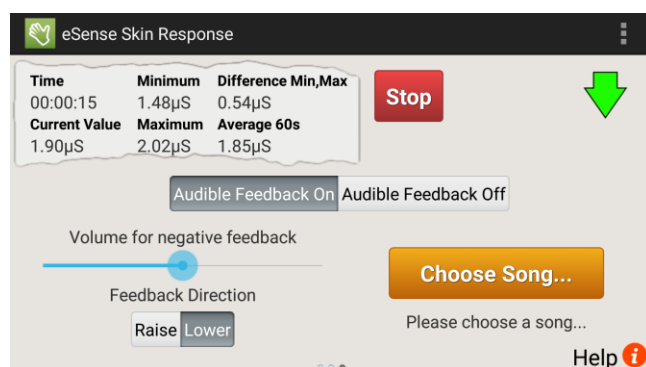 eSense Skin Response
Time Minimum Difference Min,Max
00:00:15 1.48µS 0.54µS
Current Value Maximum Average 60s
1.90µS 2.02µS 1.85µS
Stop
Audible Feedback On Audible Feedback Off
Volume for negative feedback
Feedback Direction
Raise Lower
Choose Song...
Please choose a song...
Help i